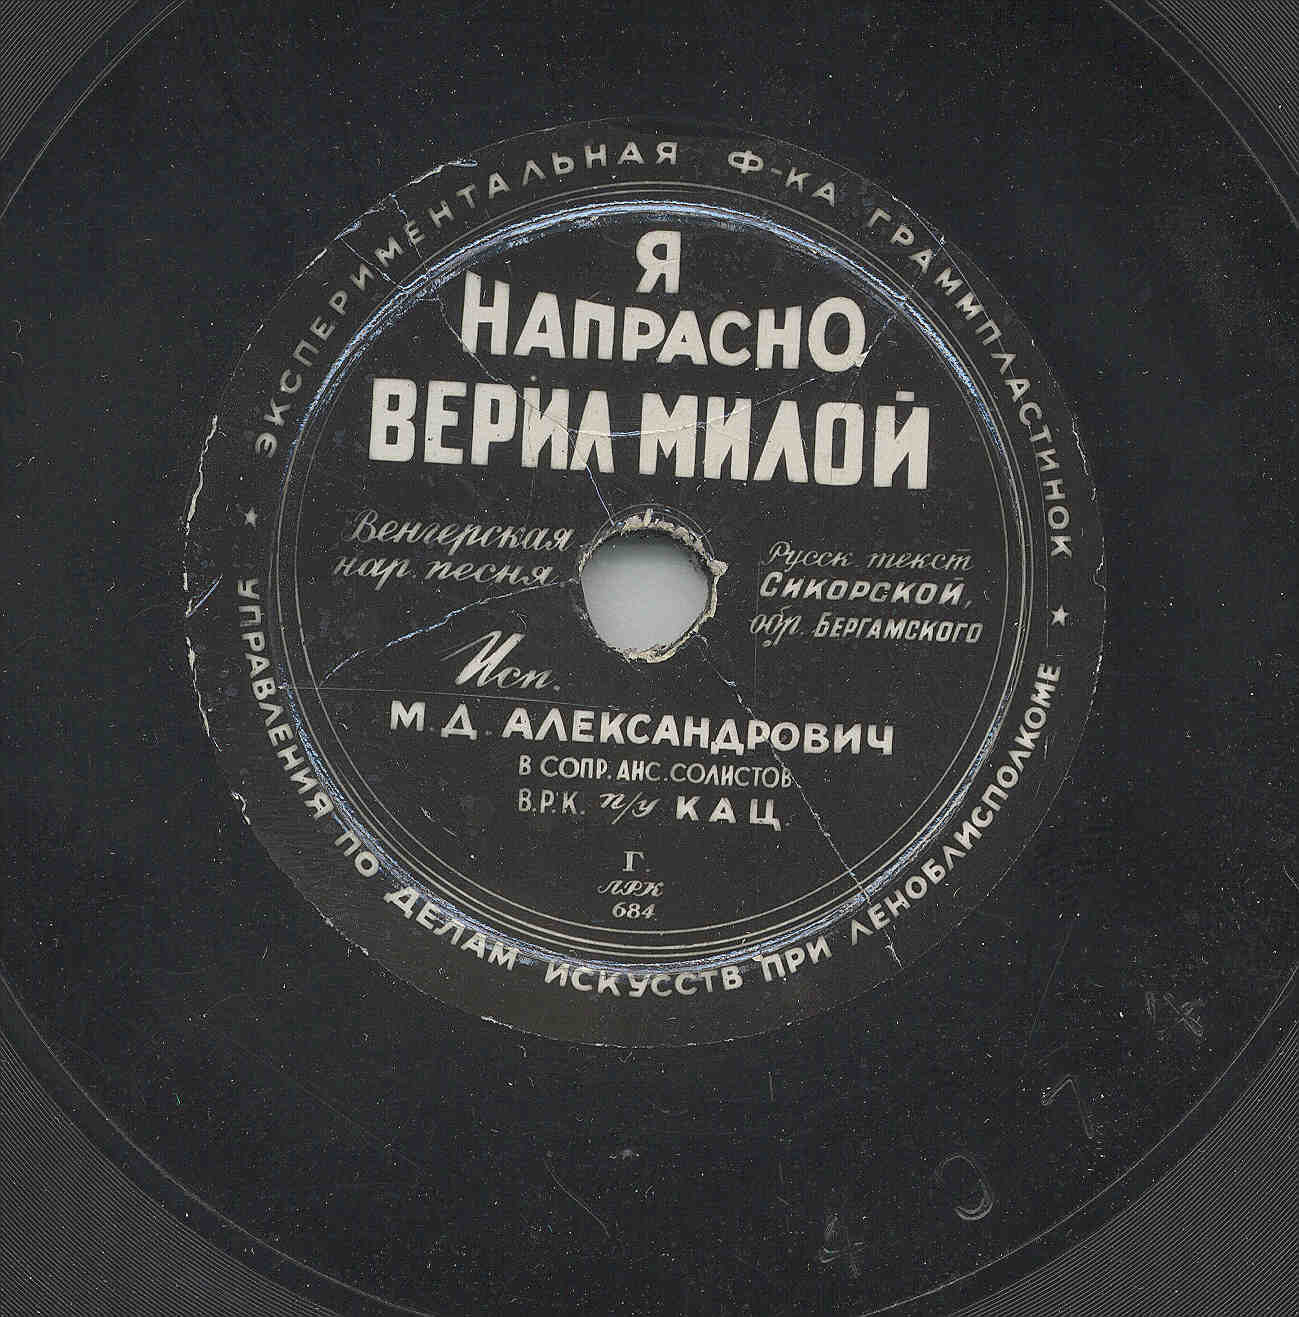 ЭКСПЕРИМЕНТАЛЬНАЯ Ф-КА ГРАММПЛАСТИНОК
Я
НАПРАСНО
ВЕРИЛ МИЛОЙ
Венгерская
нар. песня
Русск текст
СИКОРСКОЙ,
обр. БЕРГАМСКОГО
Исп.
М.Д. АЛЕКСАНДРОВИЧ
В СОПР. АНС. СОЛИСТОВ
В.Р.К. п/у КАЦ.
Г.
ЛРК
684
★ УПРАВЛЕНИЯ ПО ДЕЛАМ ИСКУССТВ ПРИ ЛЕНОБЛИСПОЛКОМЕ ★